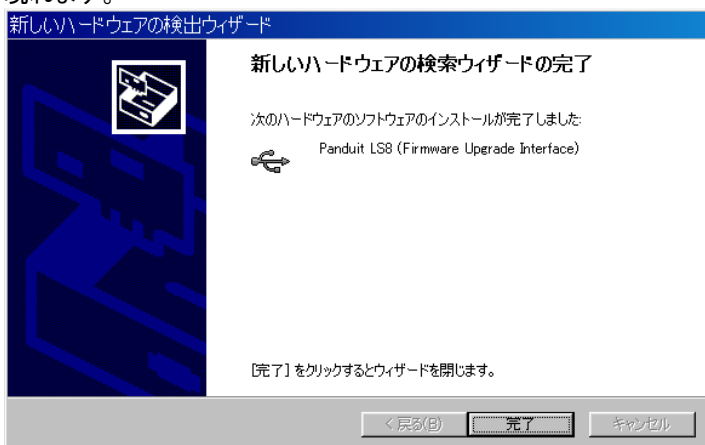 現れます。
新しいハードウェアの検出ウィザード
新しいハードウェアの検索ウィザードの完了
次のハードウェアのソフトウェアのインストールが完了しました:
Panduit LS8 (Firmware Upgrade Interface)
[完了] をクリックするとウィザードを閉じます。
< 戻る(B)　完了　キャンセル